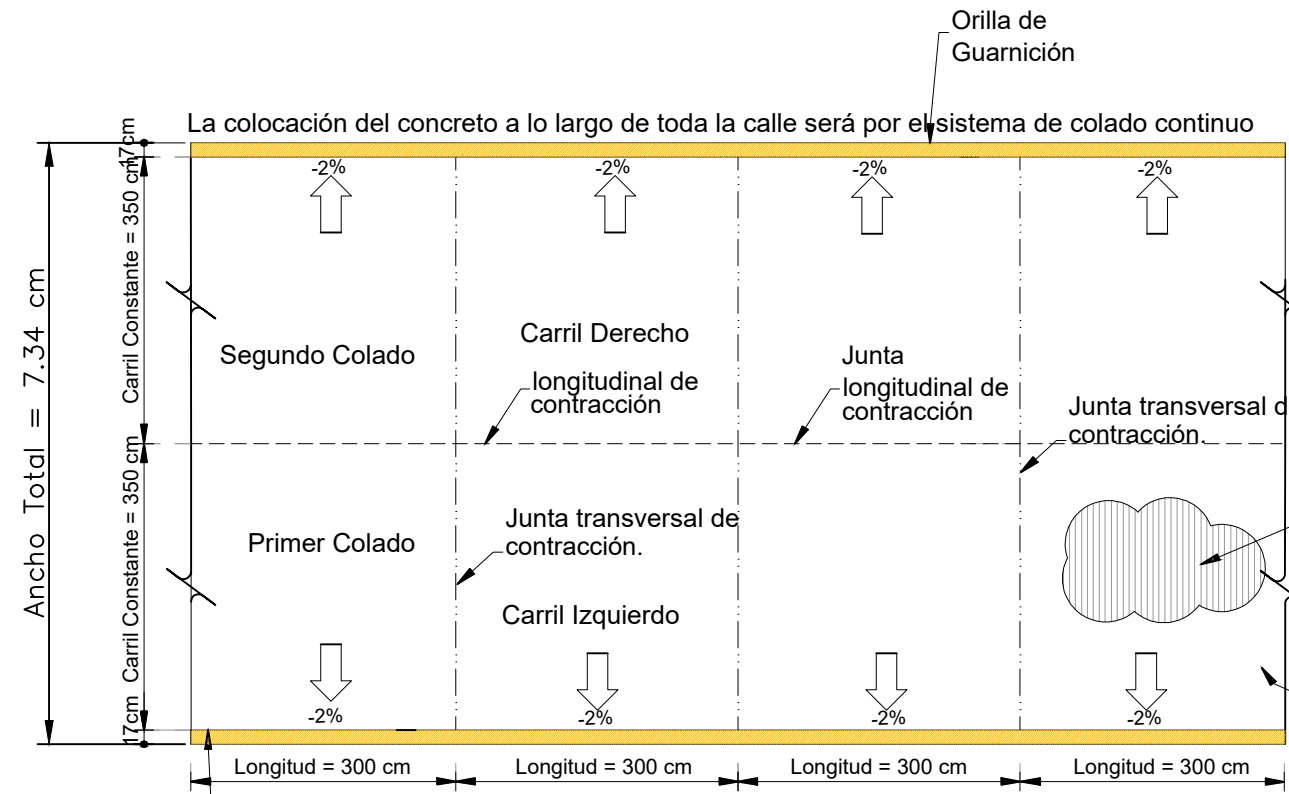 Orilla de
Guarnición
La colocación del concreto a lo largo de toda la calle será por el sistema de colado continuo
17cm
-2%
-2%
-2%
-2%
Carril Constante = 350 cm
Ancho Total = 7.34 cm
Segundo Colado
Carril Derecho
longitudinal de
contracción
Junta
longitudinal de
contracción
Junta transversal d
contracción.
Carril Constante = 350 cm
Primer Colado
Junta transversal de
contracción.
Carril Izquierdo
-2%
-2%
-2%
-2%
17cm
Longitud = 300 cm
Longitud = 300 cm
Longitud = 300 cm
Longitud = 300 cm